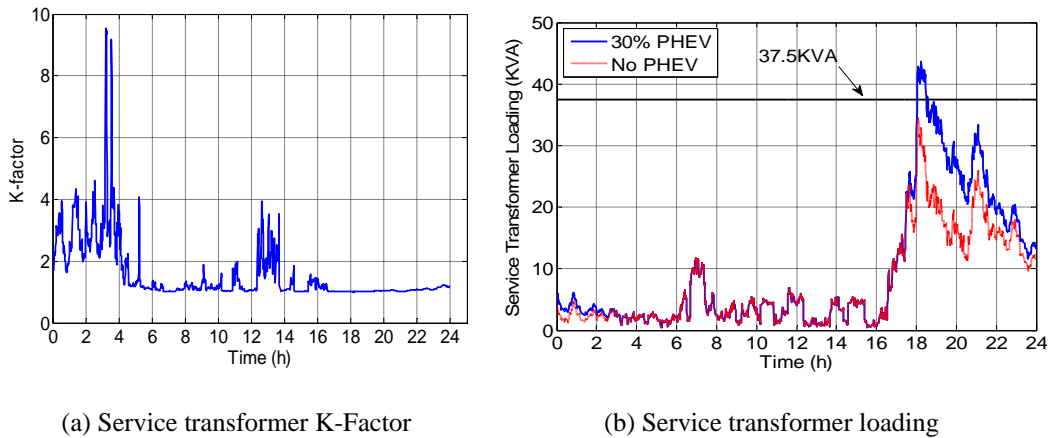 K-factor
10
8
6
4
2
0
0 2 4 6 8 10 12 14 16 18 20 22 24
Time (h)
(a) Service transformer K-Factor
Service Transformer Loading (KVA)
50
40
30
20
10
0
30% PHEV
No PHEV
37.5KVA
0 2 4 6 8 10 12 14 16 18 20 22 24
Time (h)
(b) Service transformer loading